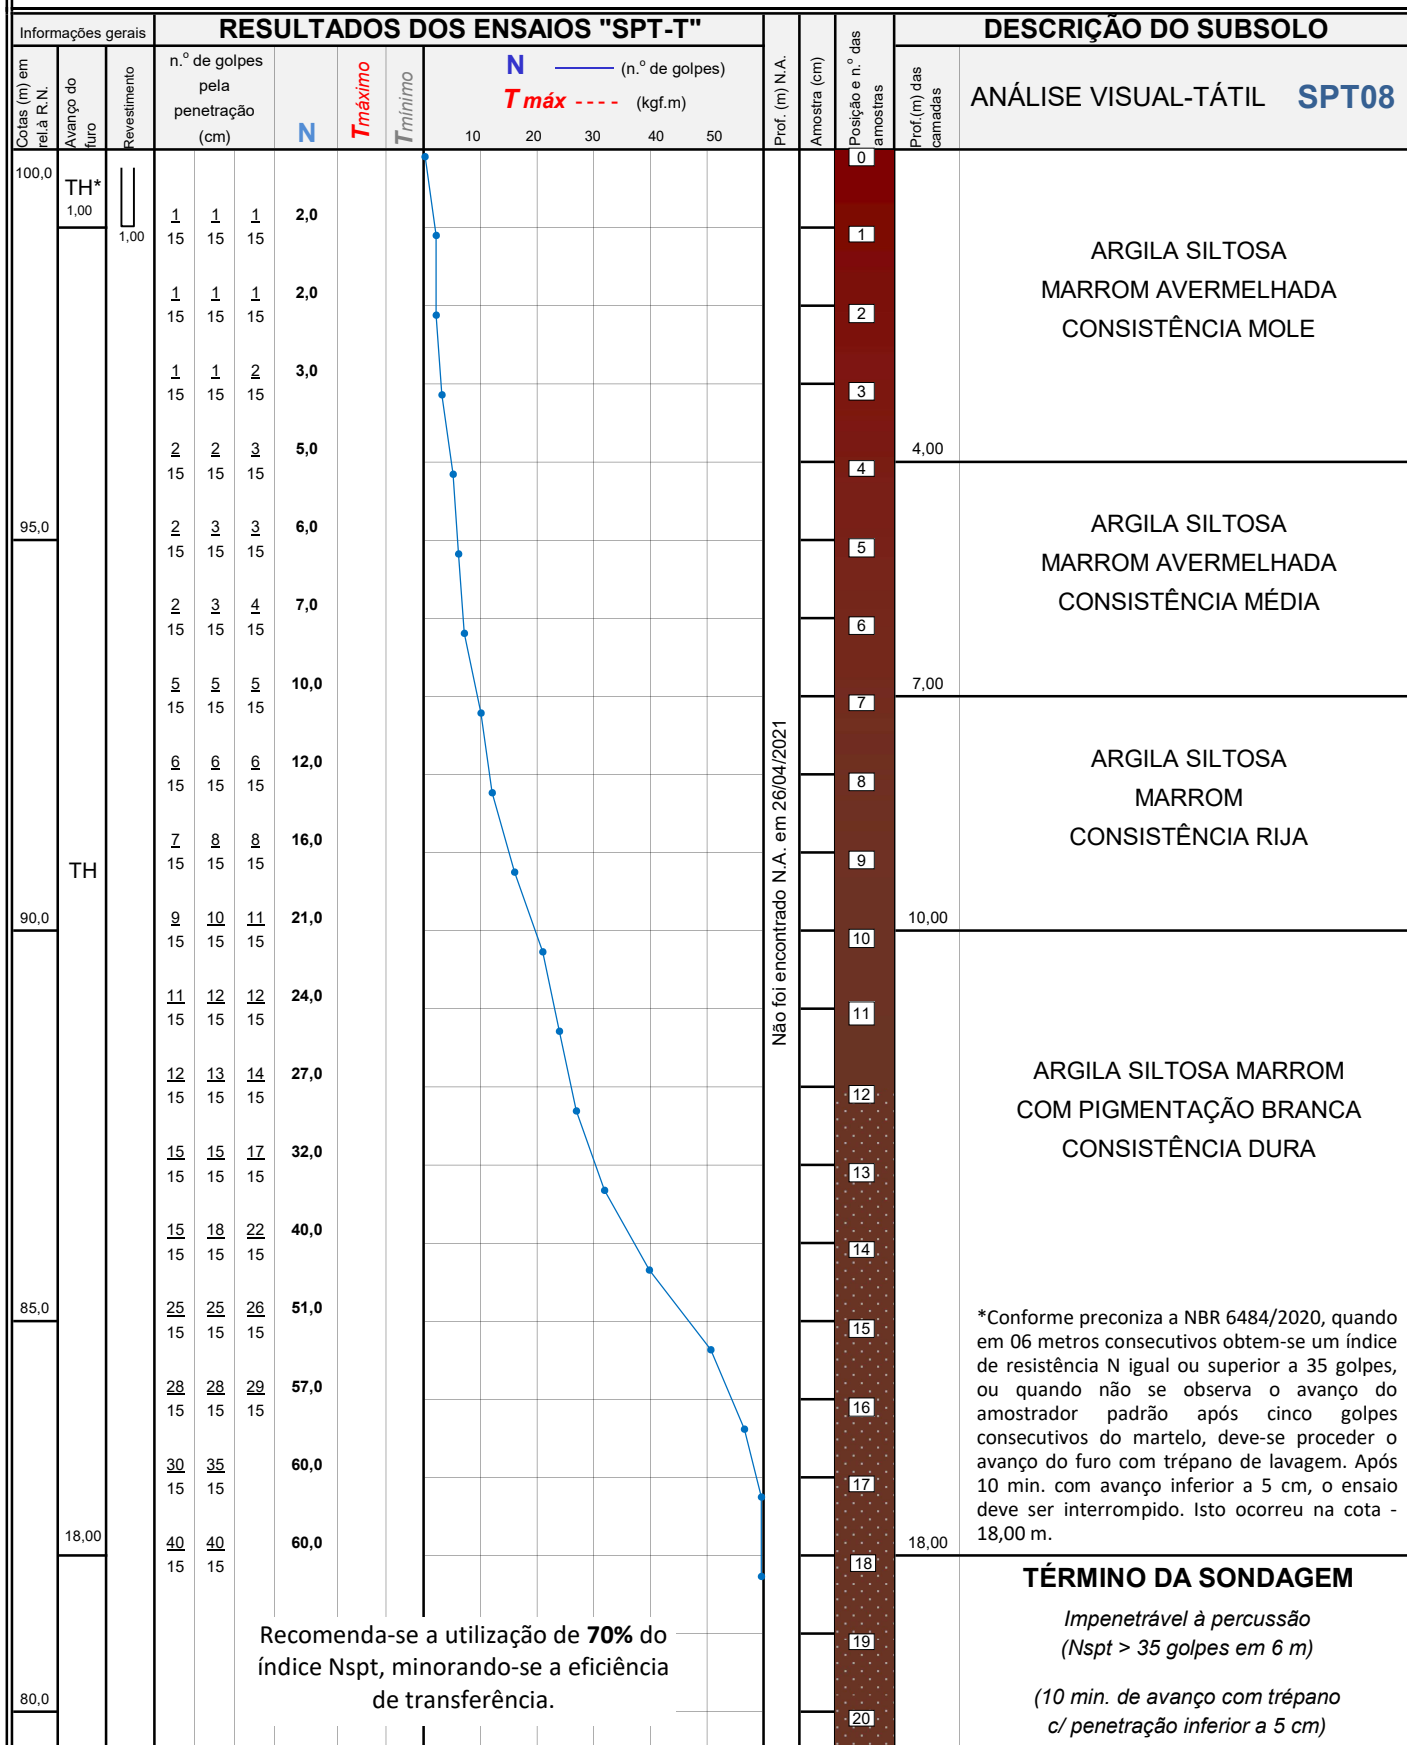 Informações gerais
RESULTADOS DOS ENSAIOS "SPT-T"
DESCRIÇÃO DO SUBSOLO
Cotas (m) em
rel.à R.N.
Avanço do
furo
Revestimento
n.º de golpes
pela
penetração
(cm)
N
Tmáximo
Tmínimo
N (n.º de golpes)
T máx ---- (kgf.m)
10 20 30 40 50
Prof. (m) N.A.
Amostra (cm)
Posição e n.º das
amostras
Prof.(m) das
camadas
ANÁLISE VISUAL-TÁTIL SPT08
0
100,0
TH*
1,00
1 1 1 2,0
1,00
15 15 15
1
ARGILA SILTOSA
MARROM AVERMELHADA
CONSISTÊNCIA MOLE
1 1 1 2,0
15 15 15
2
1 1 2 3,0
15 15 15
3
2 2 3 5,0
15 15 15
4,00
4
95,0
2 3 3 6,0
15 15 15
5
ARGILA SILTOSA
MARROM AVERMELHADA
CONSISTÊNCIA MÉDIA
2 3 4 7,0
15 15 15
6
5 5 5 10,0
15 15 15
7,00
7
6 6 6 12,0
15 15 15
8
ARGILA SILTOSA
MARROM
CONSISTÊNCIA RIJA
7 8 8 16,0
15 15 15
9
TH
Não foi encontrado N.A. em 26/04/2021
90,0
9 10 11 21,0
15 15 15
10,00
10
11 12 12 24,0
15 15 15
11
12 13 14 27,0
15 15 15
12
ARGILA SILTOSA MARROM
COM PIGMENTAÇÃO BRANCA
CONSISTÊNCIA DURA
15 15 17 32,0
15 15 15
13
15 18 22 40,0
15 15 15
14
85,0
25 25 26 51,0
15 15 15
15
28 28 29 57,0
15 15 15
16
30 35 60,0
15 15
17
*Conforme preconiza a NBR 6484/2020, quando
em 06 metros consecutivos obtem-se um índice
de resistência N igual ou superior a 35 golpes,
ou quando não se observa o avanço do
amostrador padrão após cinco golpes
consecutivos do martelo, deve-se proceder o
avanço do furo com trépano de lavagem. Após
10 min. com avanço inferior a 5 cm, o ensaio
deve ser interrompido. Isto ocorreu na cota -
18,00 m.
18,00
40 40 60,0
15 15
18,00
18
TÉRMINO DA SONDAGEM
Impenetrável à percussão
(Nspt > 35 golpes em 6 m)
19
Recomenda-se a utilização de 70% do
índice Nspt, minorando-se a eficiência
de transferência.
80,0
20
(10 min. de avanço com trépano
c/ penetração inferior a 5 cm)